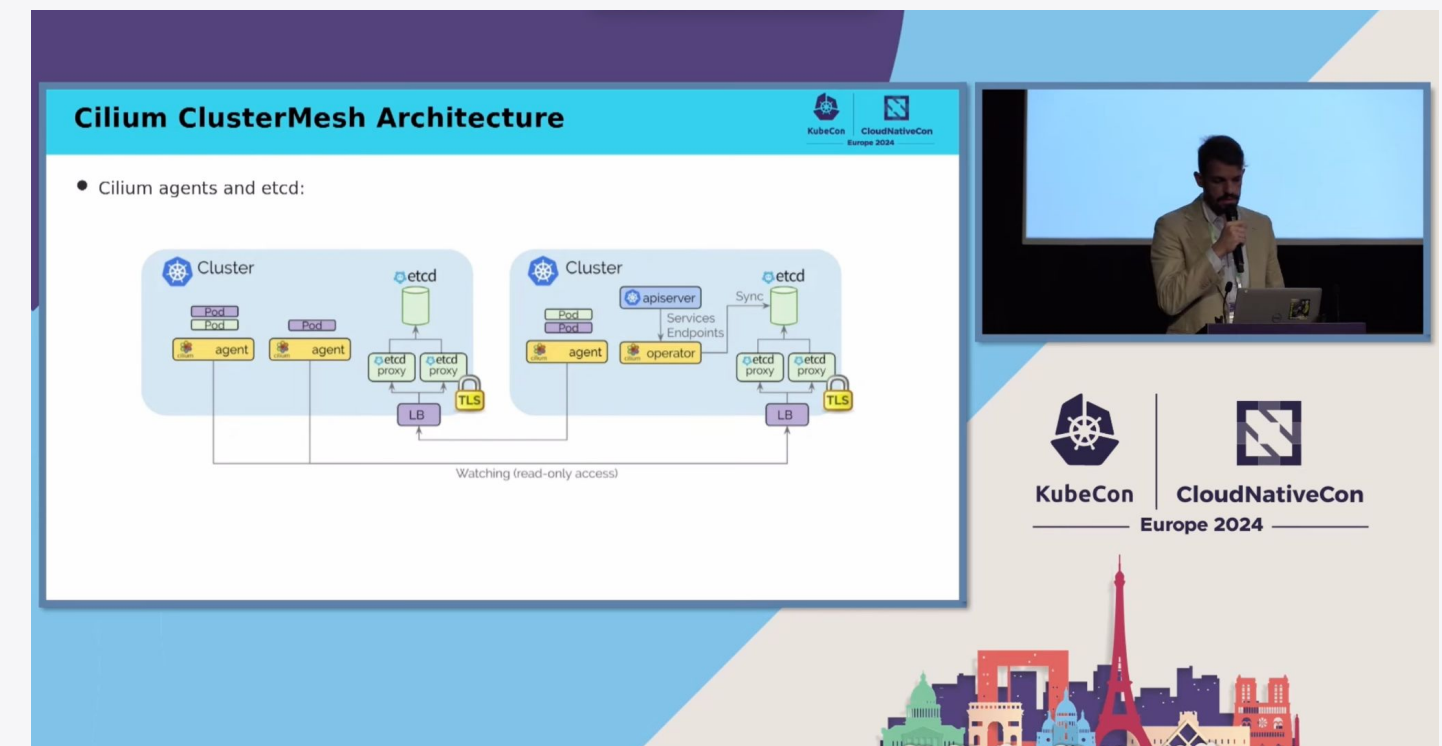 Cilium ClusterMesh Architecture
KubeCon
CloudNativeCon
Europe 2024
• Cilium agents and etcd:
Cluster
etcd
Pod
Pod
Pod
agent
agent
etcd
proxy
etcd
proxy
TLS
LB
Cluster
etcd
apiserver
Sync
Services
Endpoints
Pod
Pod
agent
operator
etcd
proxy
etcd
proxy
TLS
LB
Watching (read-only access)
KubeCon
CloudNativeCon
Europe 2024